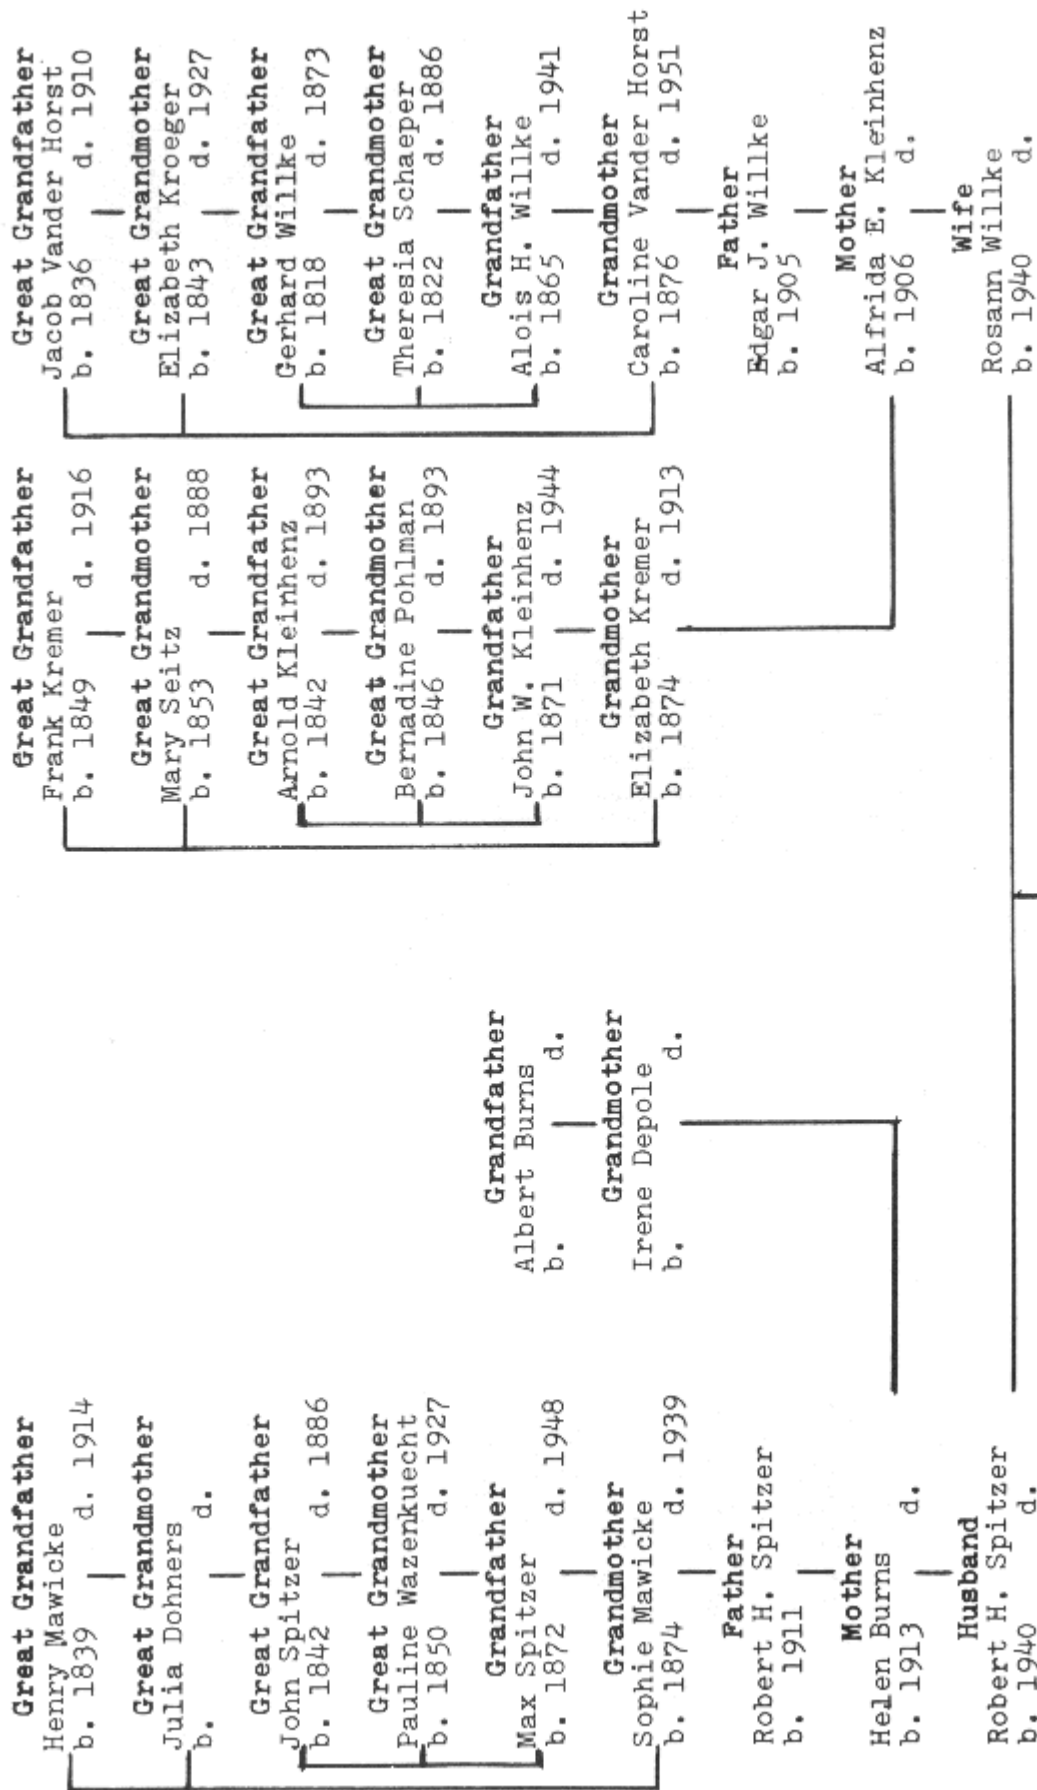 Great Grandfather
Henry Mawicke
b. 1839 d. 1914
Great Grandmother
Julia Dohners
b. d.
Great Grandfather
John Spitzer
b. 1842 d. 1886
Great Grandmother
Pauline Wazenkuecht
b. 1850 d. 1927
Grandfather
Max Spitzer
b. 1872 d. 1948
Grandmother
Sophie Mawicke
b. 1874 d. 1939
Father
Robert H. Spitzer
b. 1911
Mother
Helen Burns
b. 1913 d.
Husband
Robert H. Spitzer
b. 1940 d.
Grandfather
Albert Burns
b. d.
Grandmother
Irene Depole
b. d.
Great Grandfather
Frank Kremer
b. 1849 d. 1916
Great Grandmother
Mary Seitz
b. 1853 d. 1888
Great Grandfather
Arnold Kleinhenz
b. 1842 d. 1893
Great Grandmother
Bernadine Pohlman
b. 1846 d. 1893
Grandfather
John W. Kleinhenz
b. 1871 d. 1944
Grandmother
Elizabeth Kremer
b. 1874 d. 1913
Great Grandfather
Jacob Vander Horst
b. 1836 d. 1910
Great Grandmother
Elizabeth Kroeger
b. 1843 d. 1927
Great Grandfather
Gerhard Willke
b. 1818 d. 1873
Great Grandmother
Theresia Schaeper
b. 1822 d. 1886
Grandfather
Alois H. Willke
b. 1865 d. 1941
Grandmother
Caroline Vander Horst
b. 1876 d. 1951
Father
Edgar J. Willke
b. 1905
Mother
Alfrida E. Kleinhenz
b. 1906 d.
Wife
Rosann Willke
b. 1940 d.